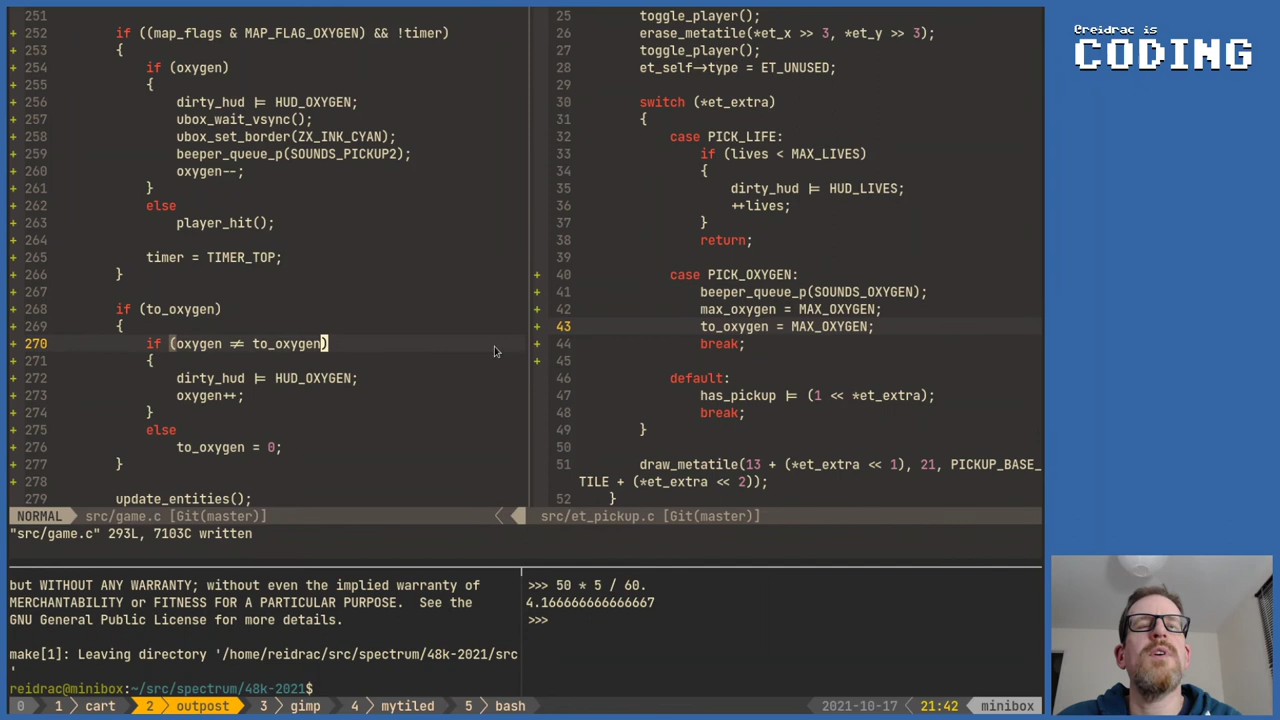 251
+ 252 if ((map_flags & MAP_FLAG_OXYGEN) && !timer)
+ 253 {
+ 254 if (oxygen)
+ 255 {
+ 256 dirty_hud |= HUD_OXYGEN;
+ 257 ubox_wait_vsync();
+ 258 ubox_set_border(ZX_INK_CYAN);
+ 259 beeper_queue_p(SOUNDS_PICKUP2);
+ 260 oxygen--;
+ 261 }
+ 262 else
+ 263 player_hit();
+ 264
+ 265 timer = TIMER_TOP;
+ 266 }
+ 267
+ 268 if (to_oxygen)
+ 269 {
+ 270 if (oxygen != to_oxygen)
+ 271 {
+ 272 dirty_hud |= HUD_OXYGEN;
+ 273 oxygen++;
+ 274 }
+ 275 else
+ 276 to_oxygen = 0;
+ 277 }
+ 278
279 update_entities();
NORMAL src/game.c [Git(master)]
"src/game.c" 293L, 7103C written
25 toggle_player();
26 erase_metatile(*et_x >> 3, *et_y >> 3);
27 toggle_player();
28 et_self->type = ET_UNUSED;
29
30 switch (*et_extra)
31 {
32 case PICK_LIFE:
33 if (lives < MAX_LIVES)
34 {
35 dirty_hud |= HUD_LIVES;
36 ++lives;
37 }
38 return;
39
+ 40 case PICK_OXYGEN:
+ 41 beeper_queue_p(SOUNDS_OXYGEN);
+ 42 max_oxygen = MAX_OXYGEN;
+ 43 to_oxygen = MAX_OXYGEN;
+ 44 break;
+ 45
46 default:
47 has_pickup |= (1 << *et_extra);
48 break;
49 }
50
51 draw_metatile(13 + (*et_extra << 1), 21, PICKUP_BASE_
TILE + (*et_extra << 2));
52 }
src/et_pickup.c [Git(master)]
but WITHOUT ANY WARRANTY; without even the implied warranty of
MERCHANTABILITY or FITNESS FOR A PARTICULAR PURPOSE. See the
GNU General Public License for more details.
make[1]: Leaving directory '/home/reidrac/src/spectrum/48k-2021/src
'
reidrac@minibox:~/src/spectrum/48k-2021$
>>> 50 * 5 / 60.
4.166666666666667
>>>
0 1 cart 2 outpost 3 gimp 4 mytiled 5 bash 2021-10-17 21:42 minibox
@reidrac is
CODING